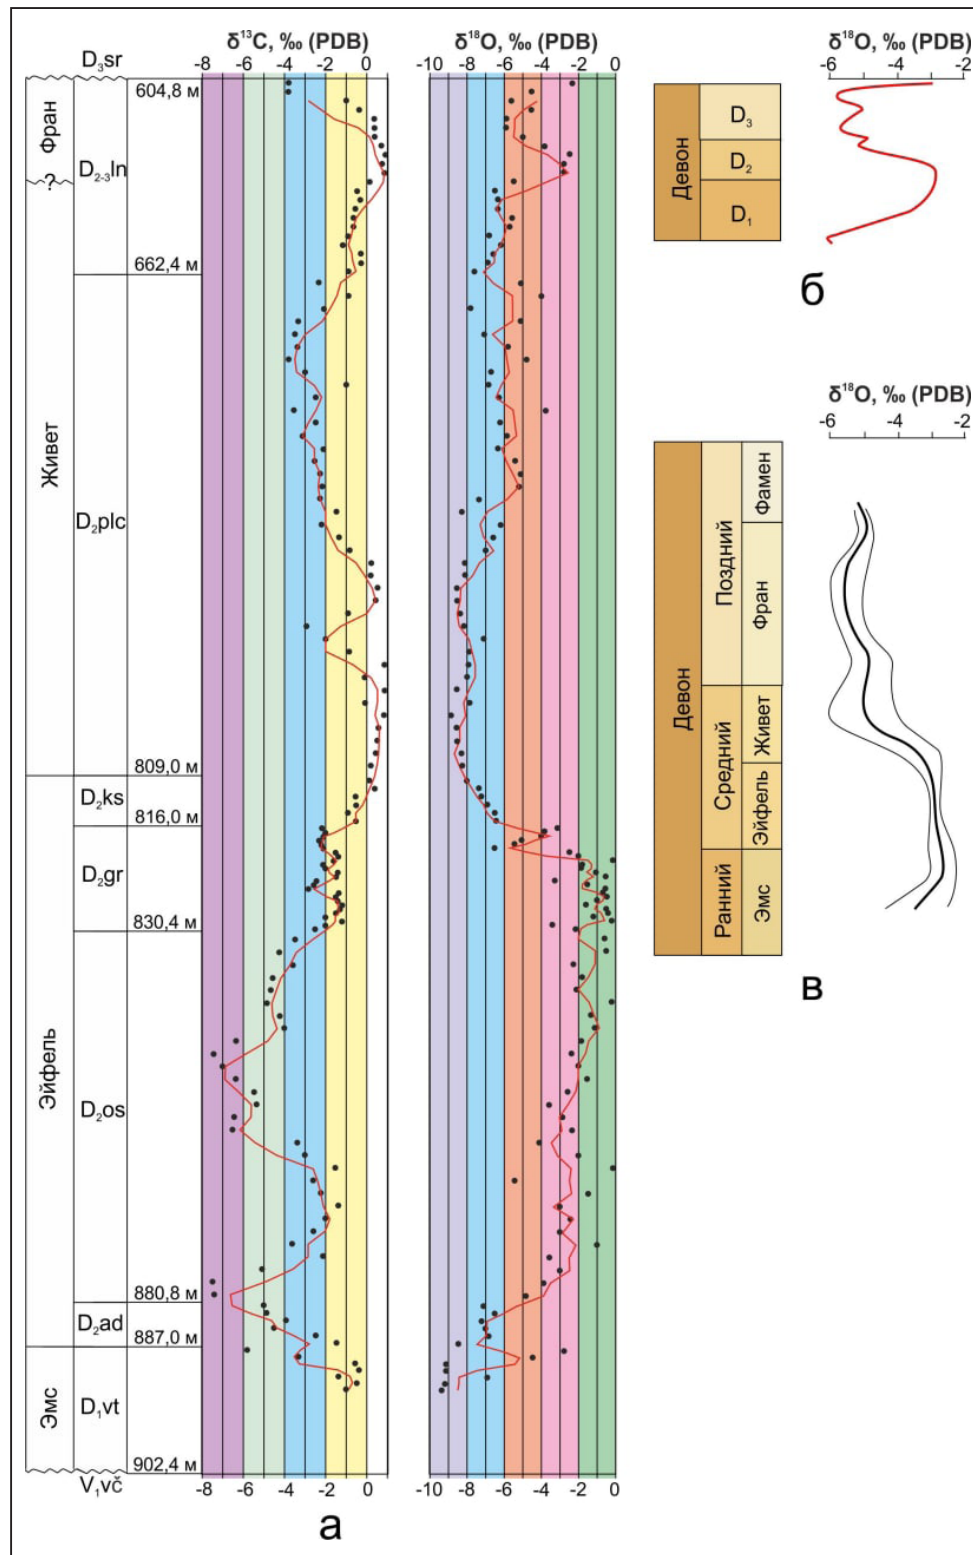 δ¹³C, ‰ (PDB)
δ¹⁸O, ‰ (PDB)
D₃sr
-8 -6 -4 -2 0
-10 -8 -6 -4 -2 0
604,8 м
Фран
D₂₋₃ln
?
662,4 м
Живет
D₂plc
809,0 м
D₂ks
816,0 м
D₂gr
830,4 м
Эйфель
D₂os
880,8 м
D₂ad
887,0 м
Эмс
D₁vt
902,4 м
V₁vč
-8 -6 -4 -2 0
-10 -8 -6 -4 -2 0
а
δ¹⁸O, ‰ (PDB)
-6 -4 -2
Девон
D₃
D₂
D₁
б
δ¹⁸O, ‰ (PDB)
-6 -4 -2
Девон
Поздний
Фамен
Фран
Средний
Живет
Эйфель
Ранний
Эмс
в